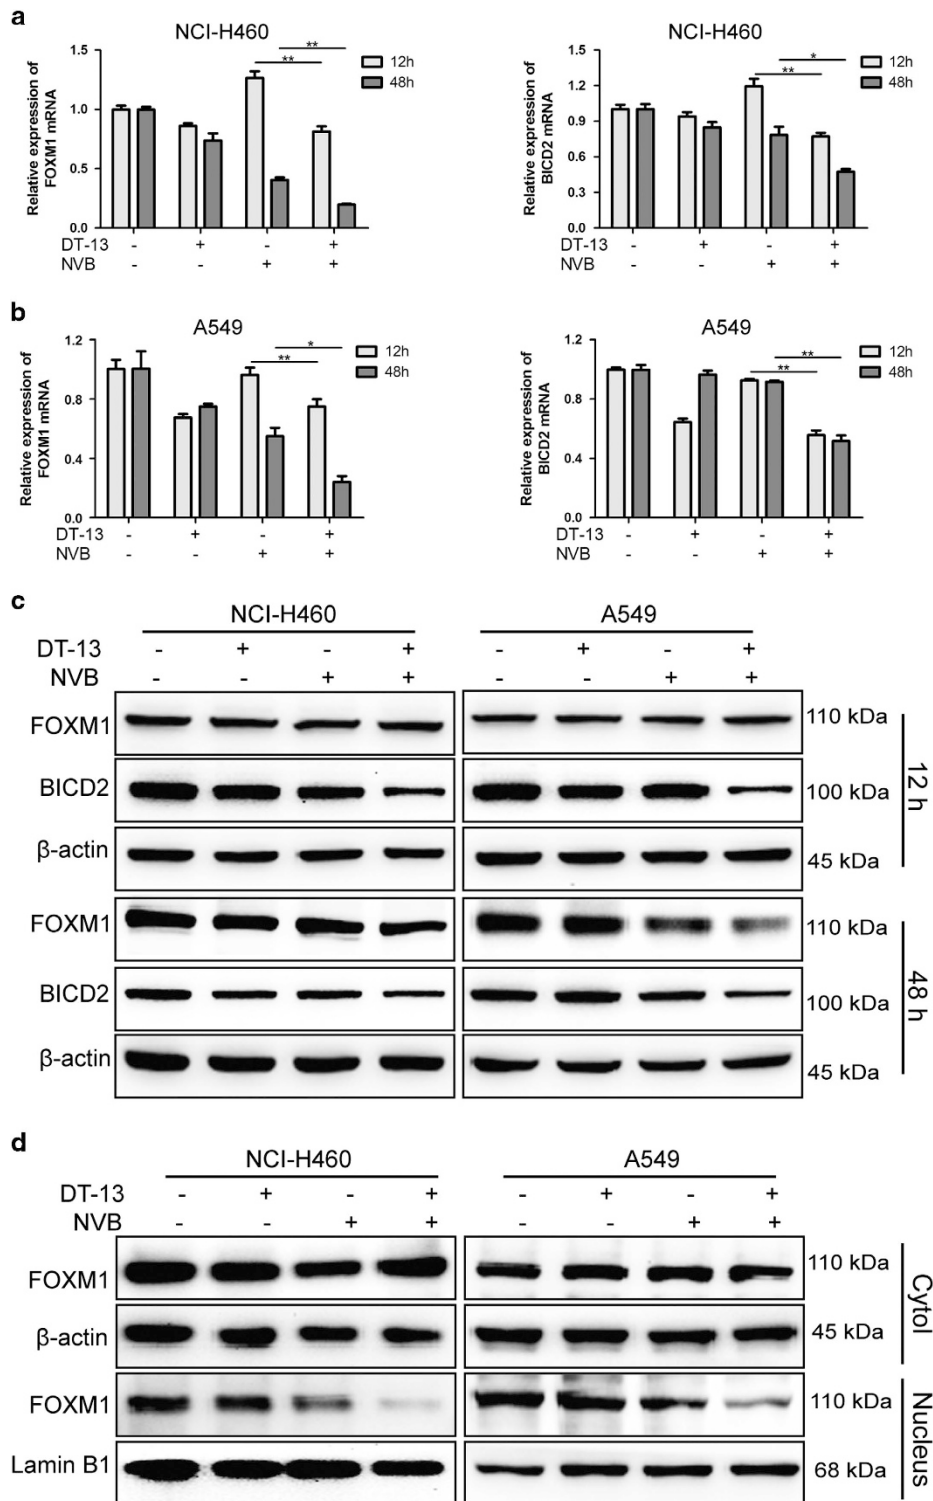 a
NCI-H460
Relative expression of
FOXM1 mRNA
1.5
1.0
0.5
0.0
** **
12h
48h
DT-13 - + - +
NVB - - + +
NCI-H460
Relative expression of
BICD2 mRNA
1.5
1.2
0.9
0.6
0.3
0.0
* **
12h
48h
DT-13 - + - +
NVB - - + +
b
A549
Relative expression of
FOXM1 mRNA
1.2
0.8
0.4
0.0
* **
12h
48h
DT-13 - + - +
NVB - - + +
A549
Relative expression of
BICD2 mRNA
1.2
0.8
0.4
0.0
** **
12h
48h
DT-13 - + - +
NVB - - + +
c
NCI-H460 A549
DT-13 - + - + - + - +
NVB - - + + - - + +
FOXM1 110 kDa
BICD2 100 kDa
β-actin 45 kDa
12 h
FOXM1 110 kDa
BICD2 100 kDa
β-actin 45 kDa
48 h
d
NCI-H460 A549
DT-13 - + - + - + - +
NVB - - + + - - + +
FOXM1 110 kDa
β-actin 45 kDa
Cytol
FOXM1 110 kDa
Lamin B1 68 kDa
Nucleus